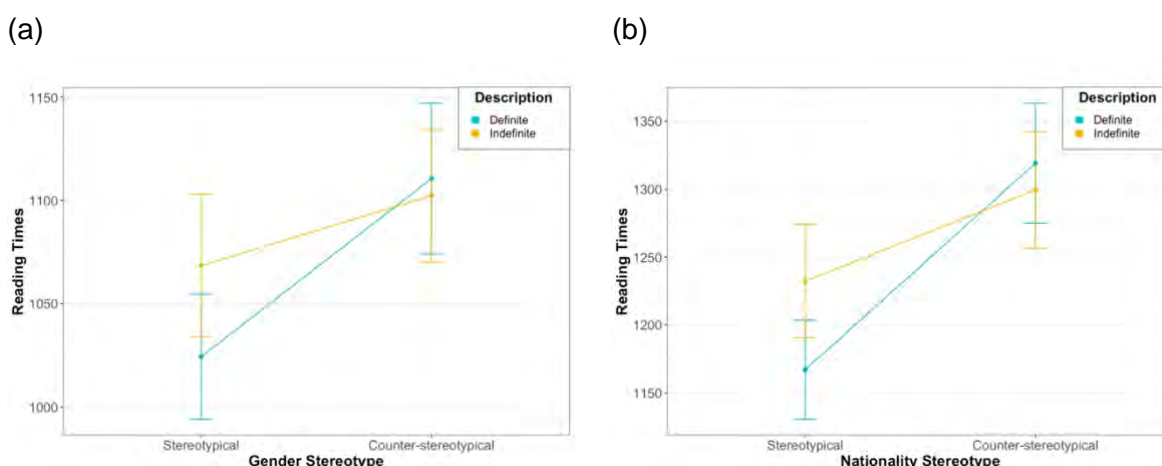 (a)
(b)
Description
Definite
Indefinite
1150
1100
1050
1000
Reading Times
Stereotypical
Counter-stereotypical
Gender Stereotype
Description
Definite
Indefinite
1350
1300
1250
1200
1150
Reading Times
Stereotypical
Counter-stereotypical
Nationality Stereotype